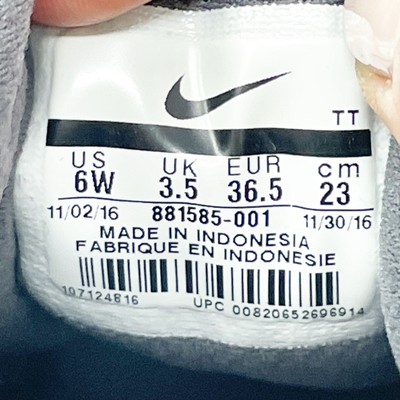 TT
US UK EUR cm
6W 3.5 36.5 23
11/02/16 881585-001 11/30/16
MADE IN INDONESIA
FABRIQUE EN INDONESIE
107124816 UPC 00820652696914